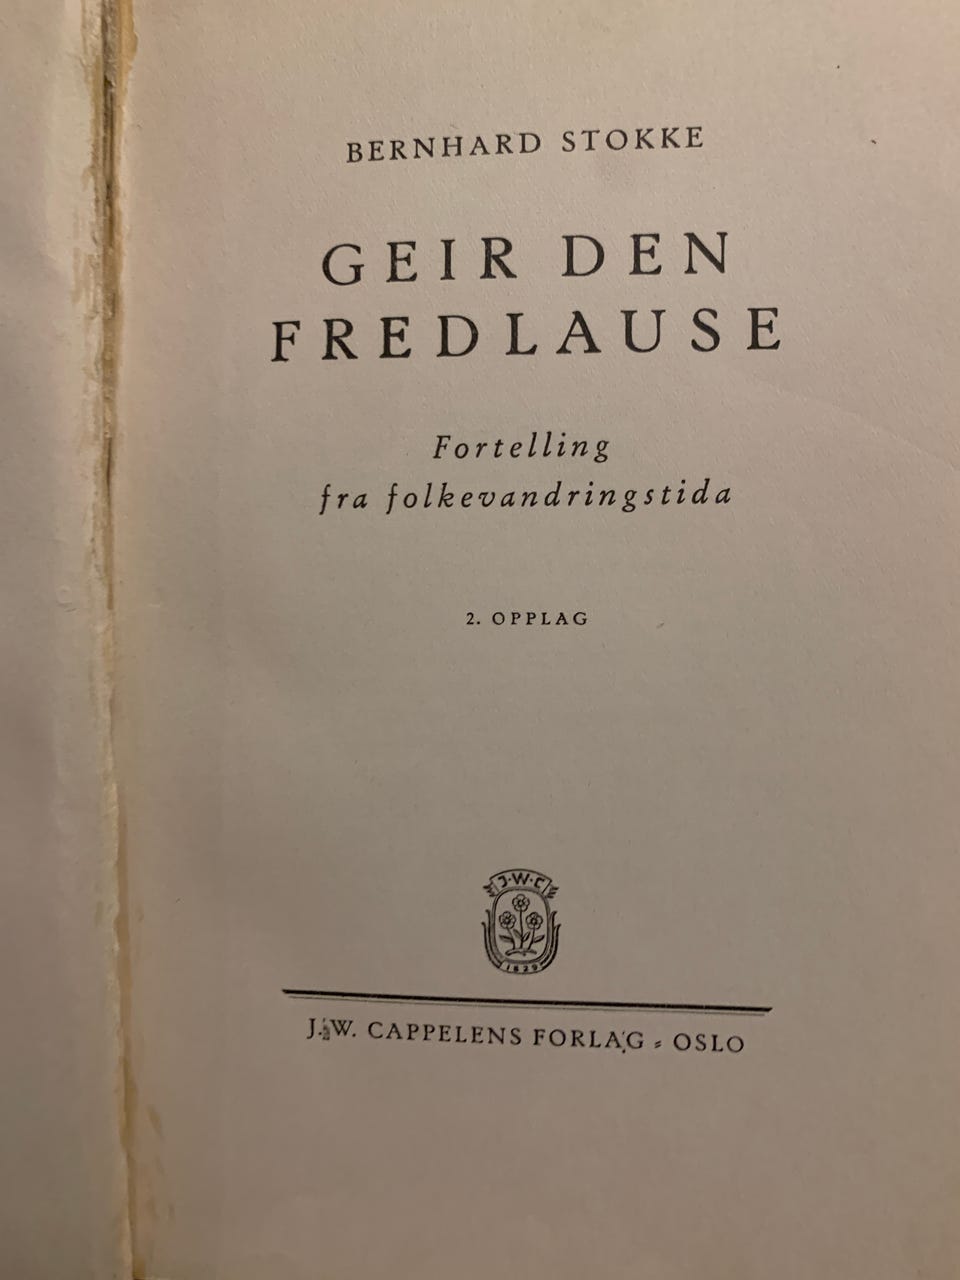 BERNHARD STOKKE
GEIR DEN
FREDLAUSE
Fortelling
fra folkevandringstida
2. OPPLAG
J·W·C
1829
J. W. CAPPELENS FORLAG - OSLO